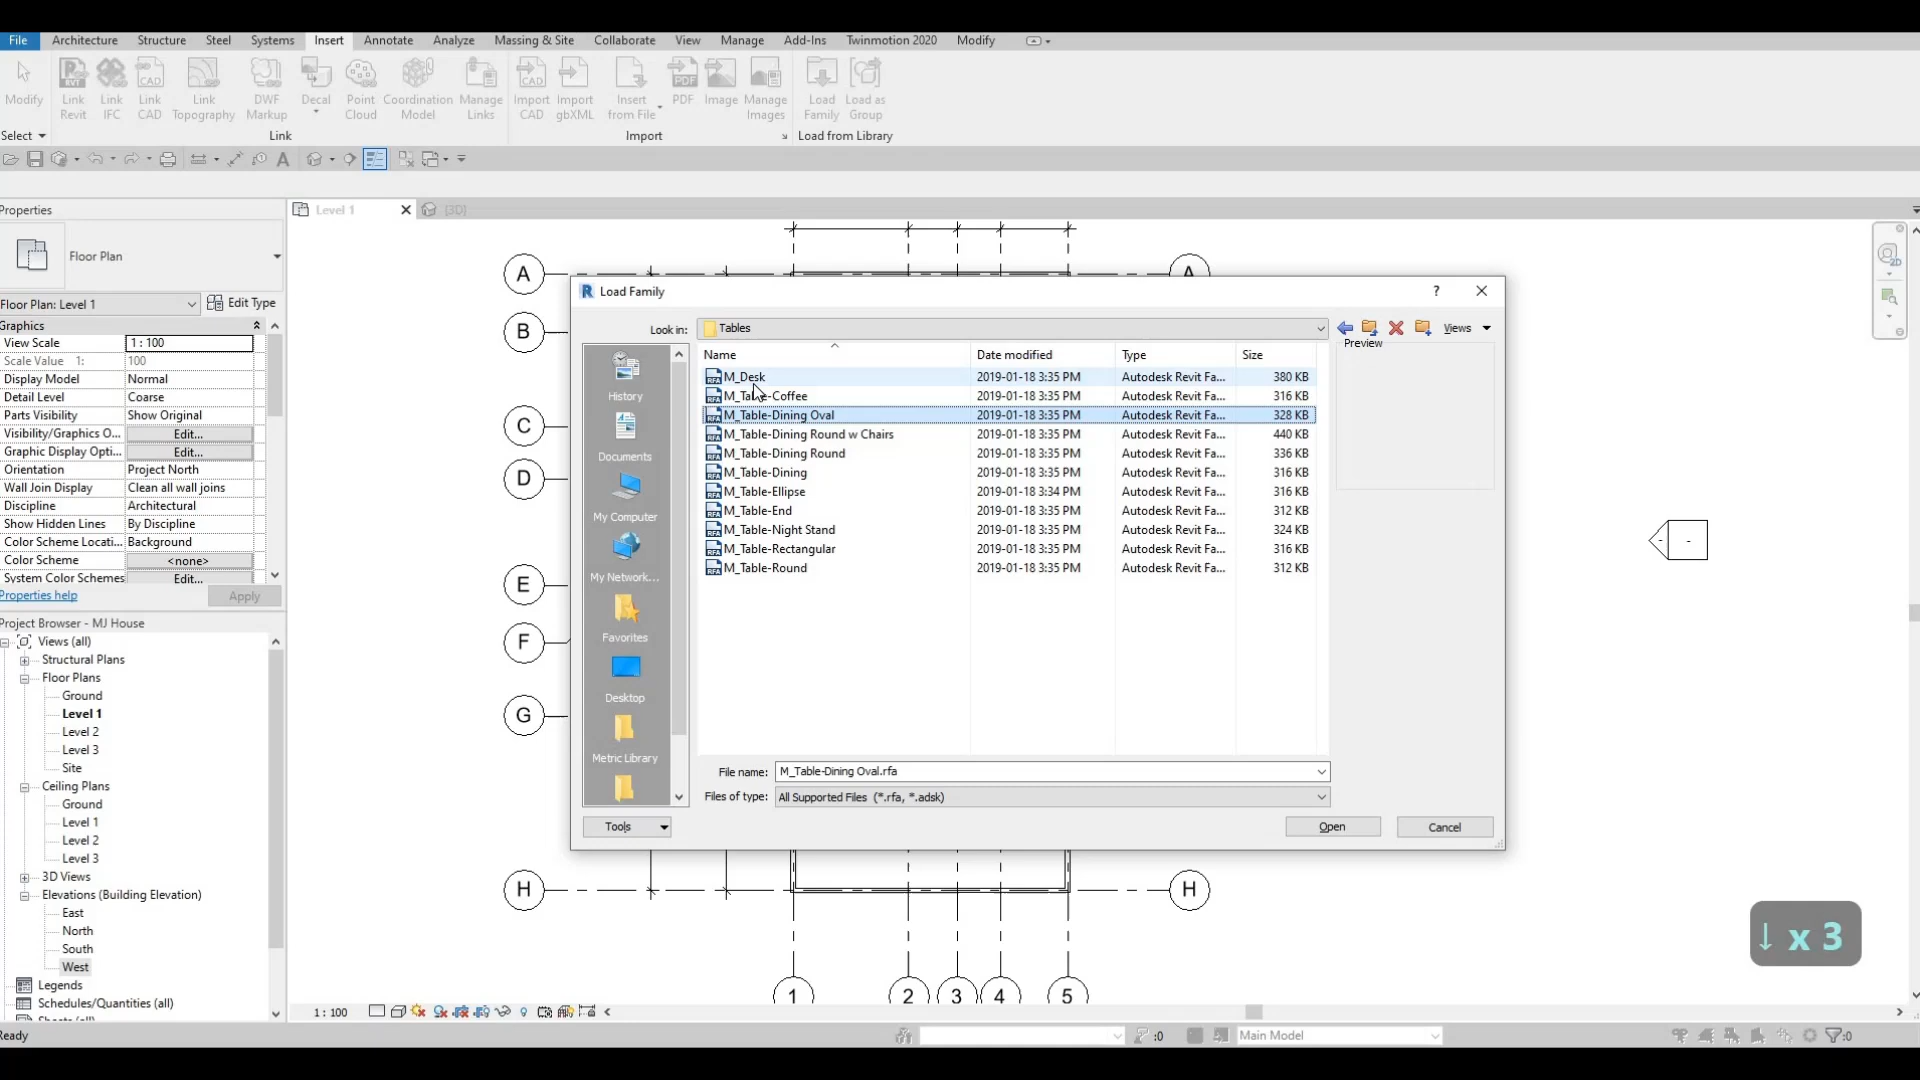 File Architecture Structure Steel Systems Insert Annotate Analyze Massing & Site Collaborate View Manage Add-Ins Twinmotion 2020 Modify
Modify
Link Revit
Link IFC
Link CAD
Link Topography
DWF Markup
Decal
Point Cloud
Coordination Model
Manage Links
Import CAD
Import gbXML
Insert from File
PDF
Image
Manage Images
Load Family
Load as Group
Select Link Import Load from Library
Properties
Level 1
[3D]
Floor Plan
Floor Plan: Level 1 Edit Type
Graphics
View Scale 1 : 100
Scale Value 1: 100
Display Model Normal
Detail Level Coarse
Parts Visibility Show Original
Visibility/Graphics O... Edit...
Graphic Display Opti... Edit...
Orientation Project North
Wall Join Display Clean all wall joins
Discipline Architectural
Show Hidden Lines By Discipline
Color Scheme Locati... Background
Color Scheme <none>
System Color Schemes Edit...
Properties help Apply
Project Browser - MJ House
Views (all)
Structural Plans
Floor Plans
Ground
Level 1
Level 2
Level 3
Site
Ceiling Plans
Ground
Level 1
Level 2
Level 3
3D Views
Elevations (Building Elevation)
East
North
South
West
Legends
Schedules/Quantities (all)
Sheets (all)
A A
B
C
D
E
F
G
H H
1 2 3 4 5
Load Family ?
Look in: Tables Views
Preview
History
Documents
My Computer
My Network...
Favorites
Desktop
Metric Library
Name Date modified Type Size
M_Desk 2019-01-18 3:35 PM Autodesk Revit Fa... 380 KB
M_Table-Coffee 2019-01-18 3:35 PM Autodesk Revit Fa... 316 KB
M_Table-Dining Oval 2019-01-18 3:35 PM Autodesk Revit Fa... 328 KB
M_Table-Dining Round w Chairs 2019-01-18 3:35 PM Autodesk Revit Fa... 440 KB
M_Table-Dining Round 2019-01-18 3:35 PM Autodesk Revit Fa... 336 KB
M_Table-Dining 2019-01-18 3:35 PM Autodesk Revit Fa... 316 KB
M_Table-Ellipse 2019-01-18 3:34 PM Autodesk Revit Fa... 316 KB
M_Table-End 2019-01-18 3:35 PM Autodesk Revit Fa... 312 KB
M_Table-Night Stand 2019-01-18 3:35 PM Autodesk Revit Fa... 324 KB
M_Table-Rectangular 2019-01-18 3:35 PM Autodesk Revit Fa... 316 KB
M_Table-Round 2019-01-18 3:35 PM Autodesk Revit Fa... 312 KB
File name: M_Table-Dining Oval.rfa
Files of type: All Supported Files (*.rfa, *.adsk)
Tools Open Cancel
↓ x 3
1 : 100
Ready :0 Main Model :0